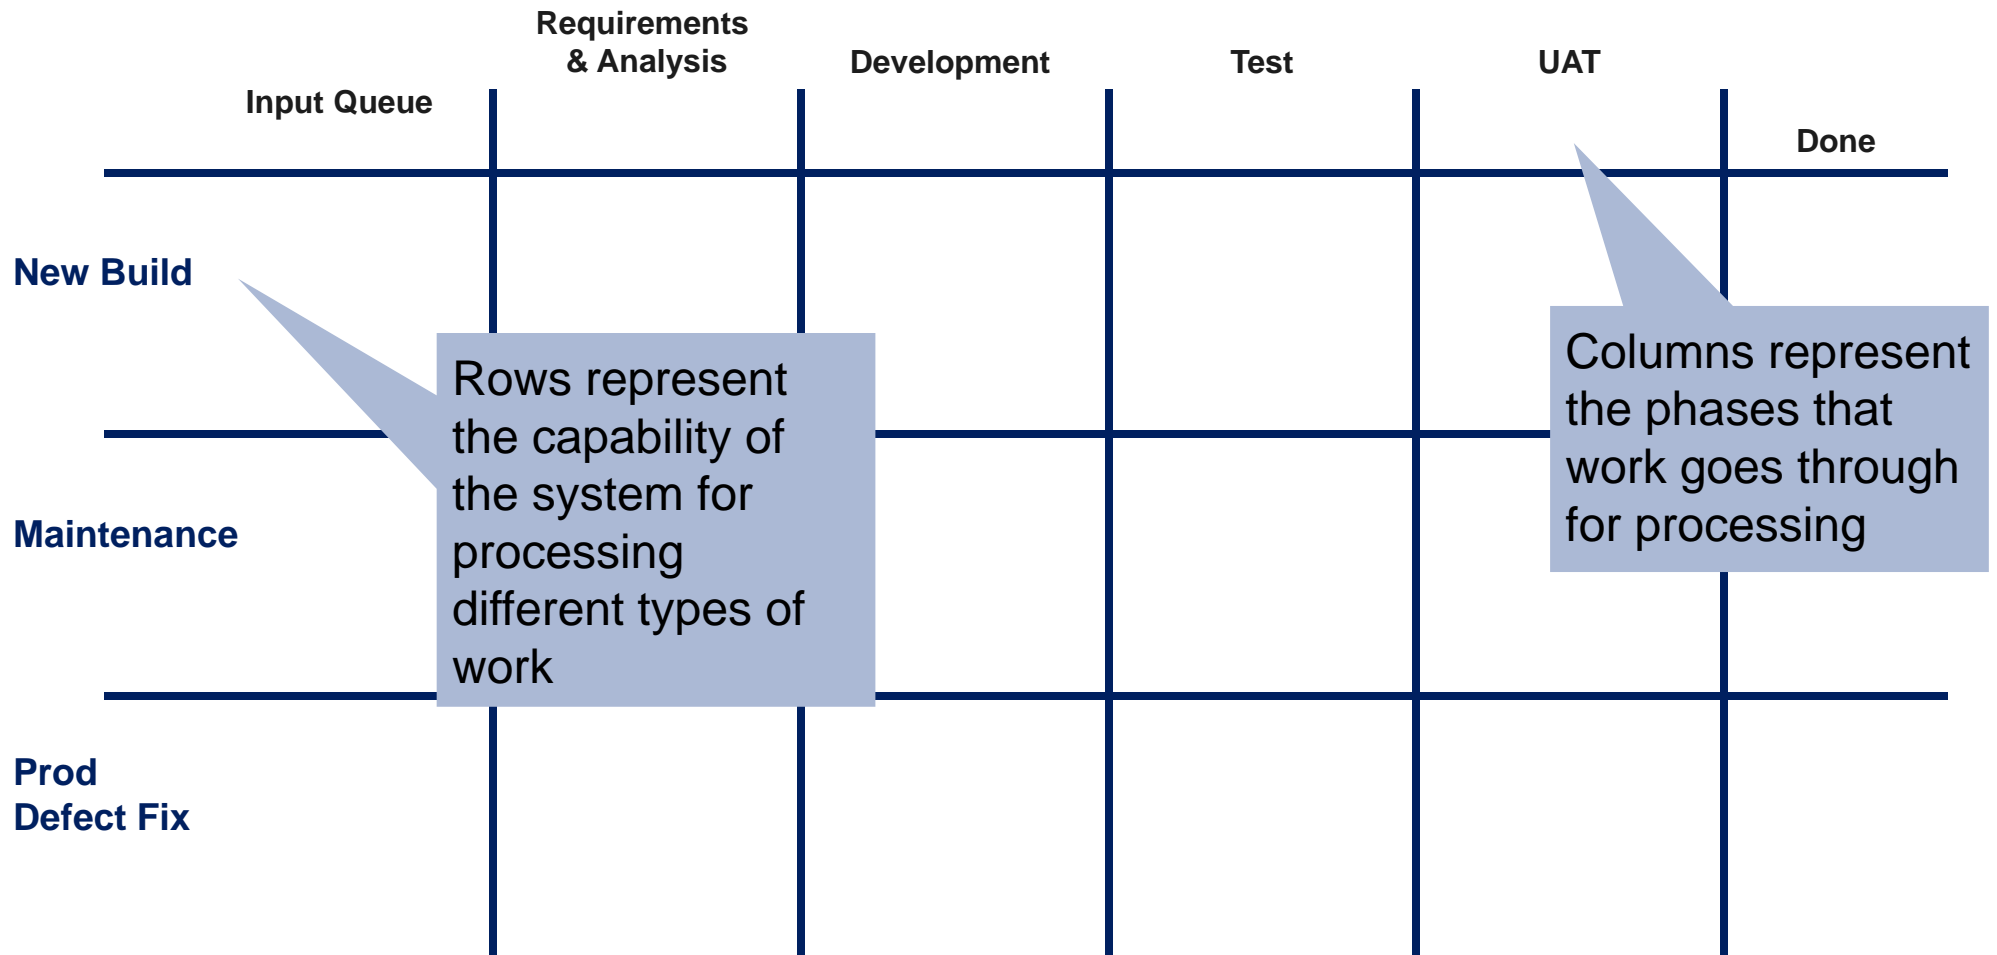 Requirements
& Analysis
Development
Test
UAT
Input Queue
Done
New Build
Rows represent
the capability of
the system for
processing
different types of
work
Columns represent
the phases that
work goes through
for processing
Maintenance
Prod
Defect Fix